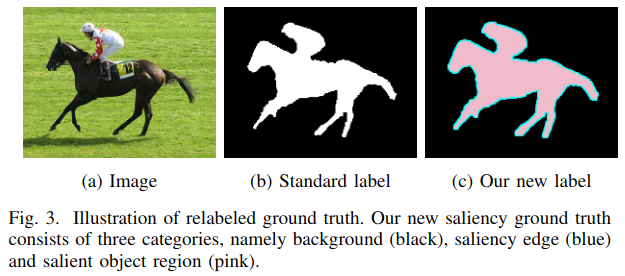 12
(a) Image
(b) Standard label
(c) Our new label
Fig. 3. Illustration of relabeled ground truth. Our new saliency ground truth
consists of three categories, namely background (black), saliency edge (blue)
and salient object region (pink).